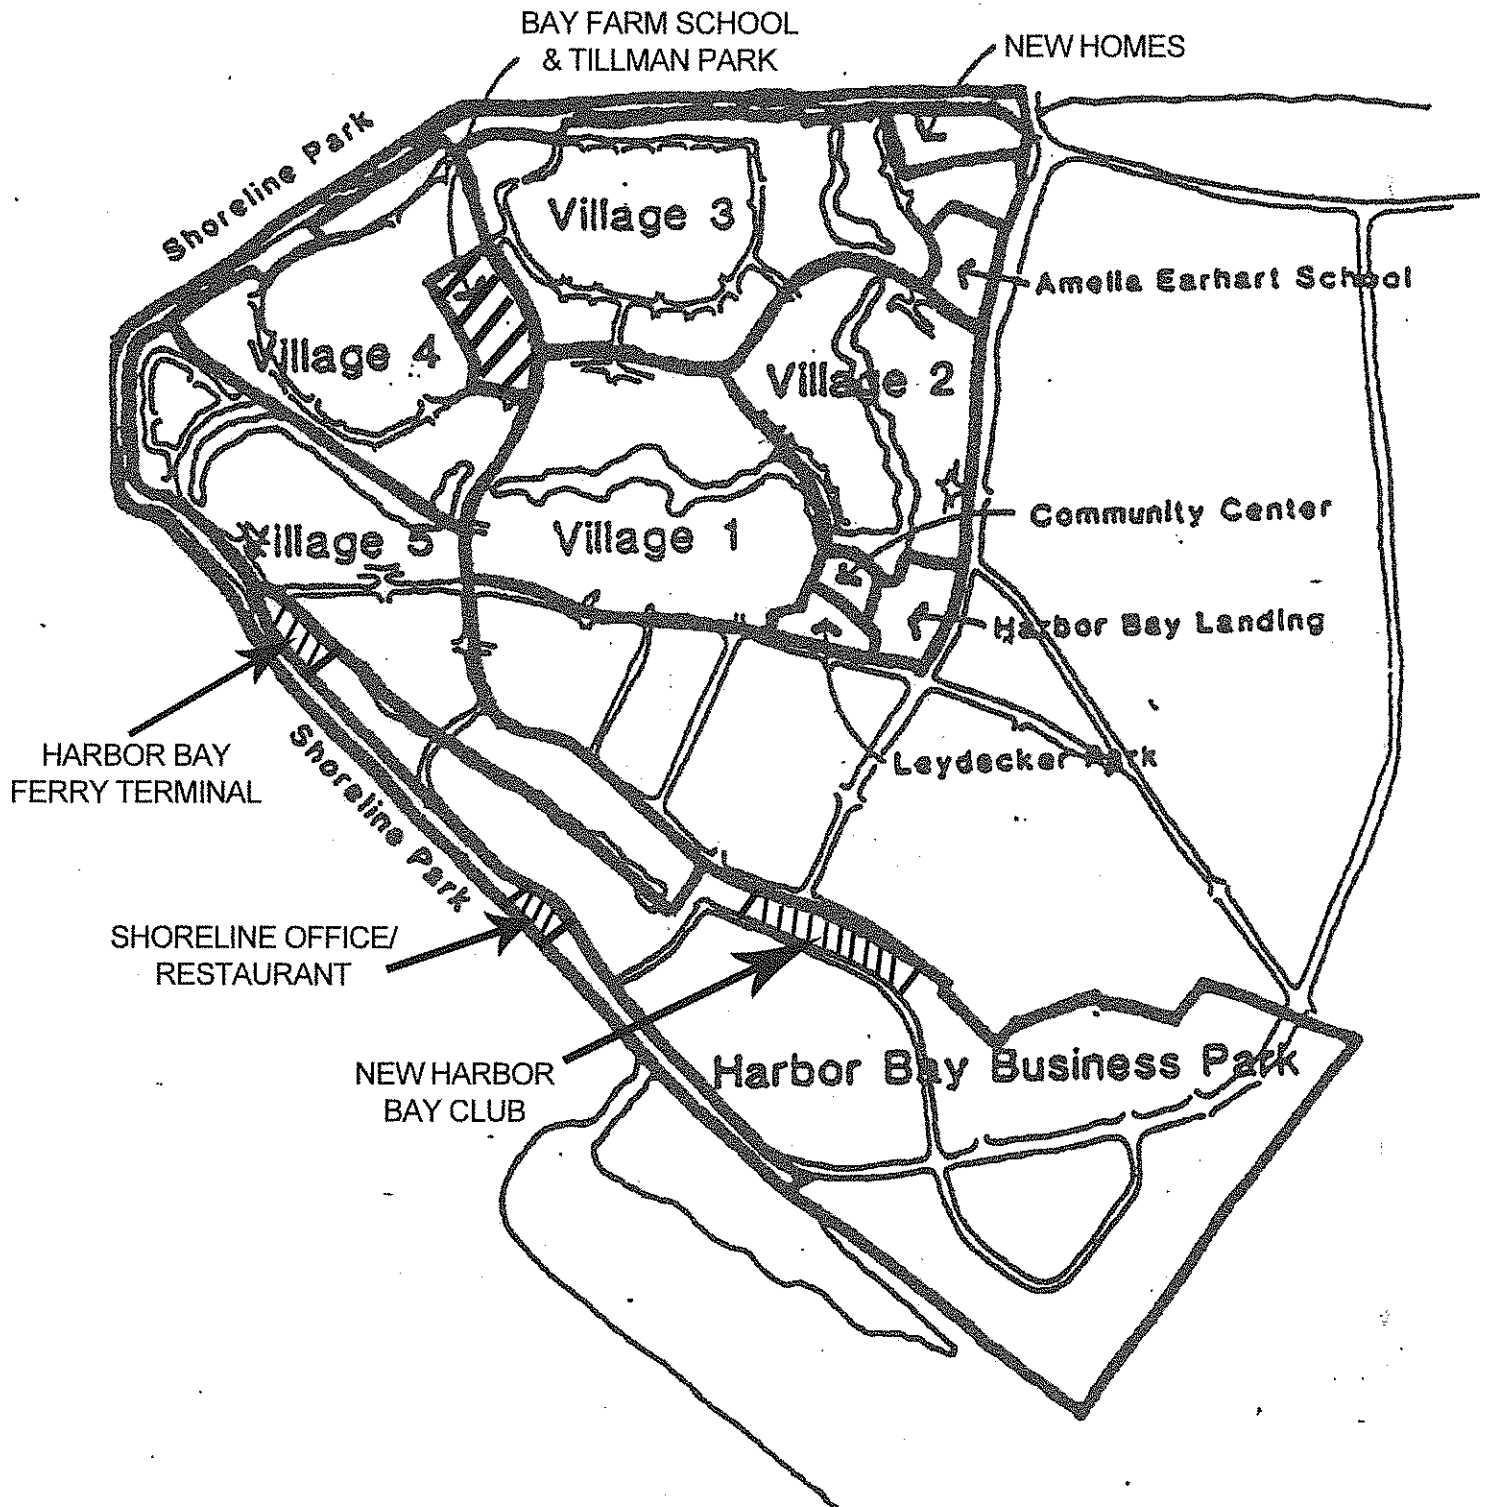 BAY FARM SCHOOL
& TILLMAN PARK
NEW HOMES
Shoreline Park
Village 3
Amelia Earhart School
Village 4
Village 2
Community Center
Village 5
Village 1
Harbor Bay Landing
HARBOR BAY
FERRY TERMINAL
Shoreline Park
Leydecker Park
SHORELINE OFFICE/
RESTAURANT
NEW HARBOR
BAY CLUB
Harbor Bay Business Park